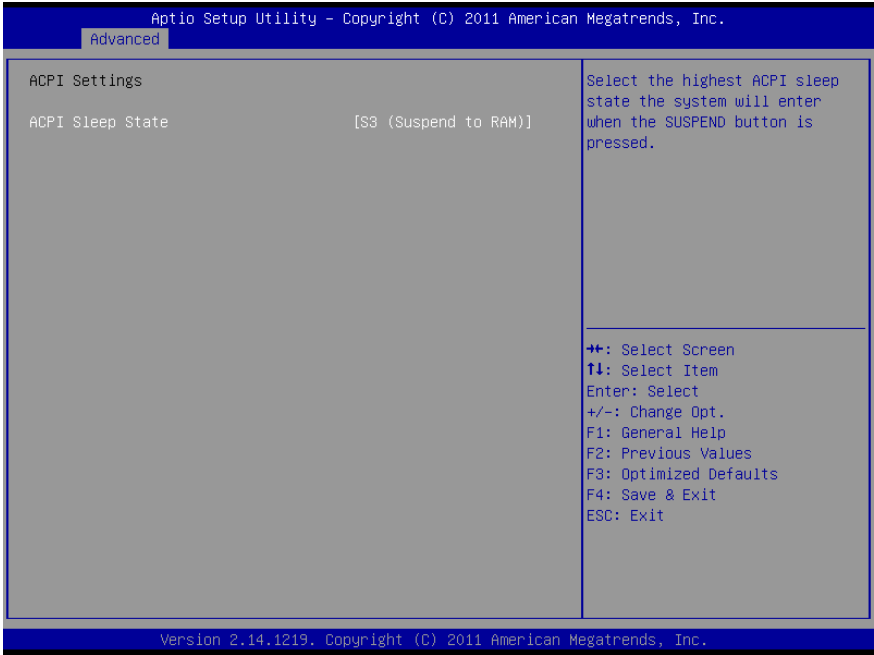 Aptio Setup Utility – Copyright (C) 2011 American Megatrends, Inc.
Advanced
ACPI Settings
ACPI Sleep State [S3 (Suspend to RAM)]
Select the highest ACPI sleep
state the system will enter
when the SUSPEND button is
pressed.
→←: Select Screen
↑↓: Select Item
Enter: Select
+/-: Change Opt.
F1: General Help
F2: Previous Values
F3: Optimized Defaults
F4: Save & Exit
ESC: Exit
Version 2.14.1219. Copyright (C) 2011 American Megatrends, Inc.